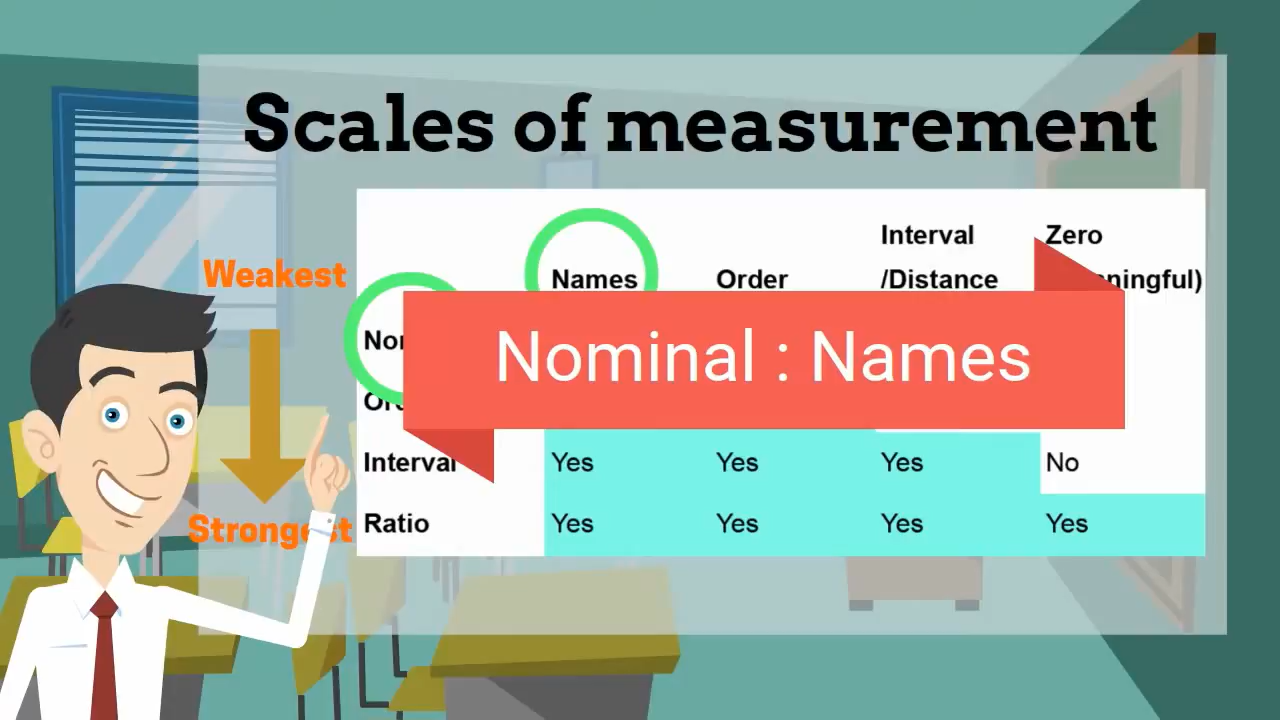 Scales of measurement
Weakest
Strongest
Interval Zero
Names Order /Distance
Nominal : Names
Interval Yes Yes Yes No
Ratio Yes Yes Yes Yes